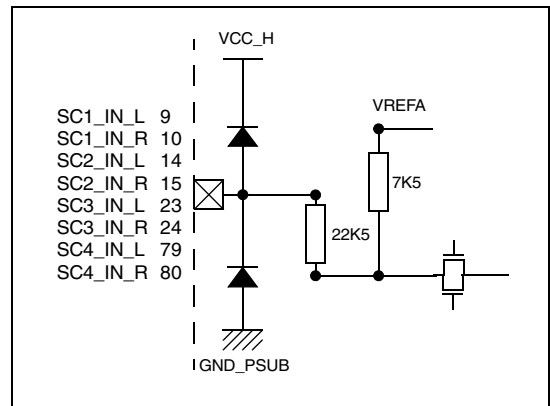 VCC_H
VREFA
SC1_IN_L 9
SC1_IN_R 10
SC2_IN_L 14
SC2_IN_R 15
SC3_IN_L 23
SC3_IN_R 24
SC4_IN_L 79
SC4_IN_R 80
7K5
22K5
GND_PSUB